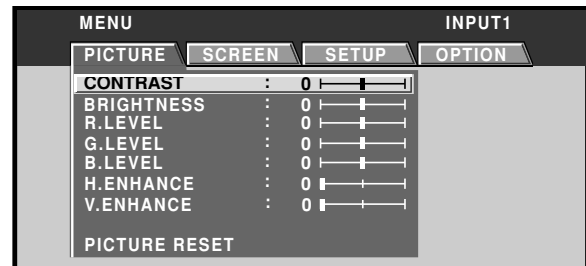 MENU INPUT1
PICTURE SCREEN SETUP OPTION
CONTRAST : 0
BRIGHTNESS : 0
R.LEVEL : 0
G.LEVEL : 0
B.LEVEL : 0
H.ENHANCE : 0
V.ENHANCE : 0
PICTURE RESET